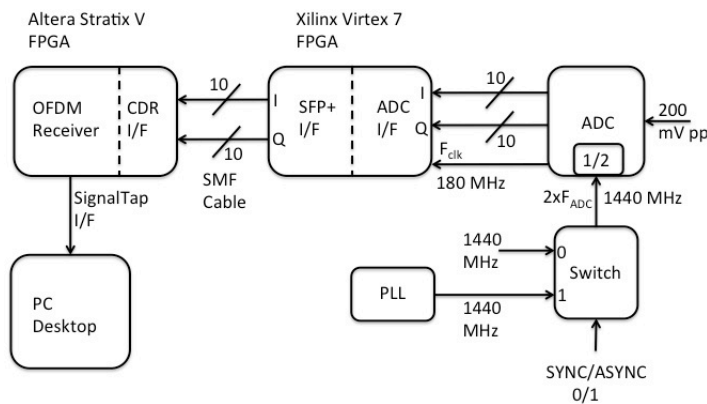 Altera Stratix V
FPGA
Xilinx Virtex 7
FPGA
OFDM
Receiver
CDR
I/F
10
I
Q
10
SMF
Cable
SFP+
I/F
ADC
I/F
I
Q
10
10
F_clk
180 MHz
ADC
1/2
200
mV pp
2xF_ADC
1440 MHz
SignalTap
I/F
PC
Desktop
PLL
1440
MHz
1440
MHz
0
1
Switch
SYNC/ASYNC
0/1